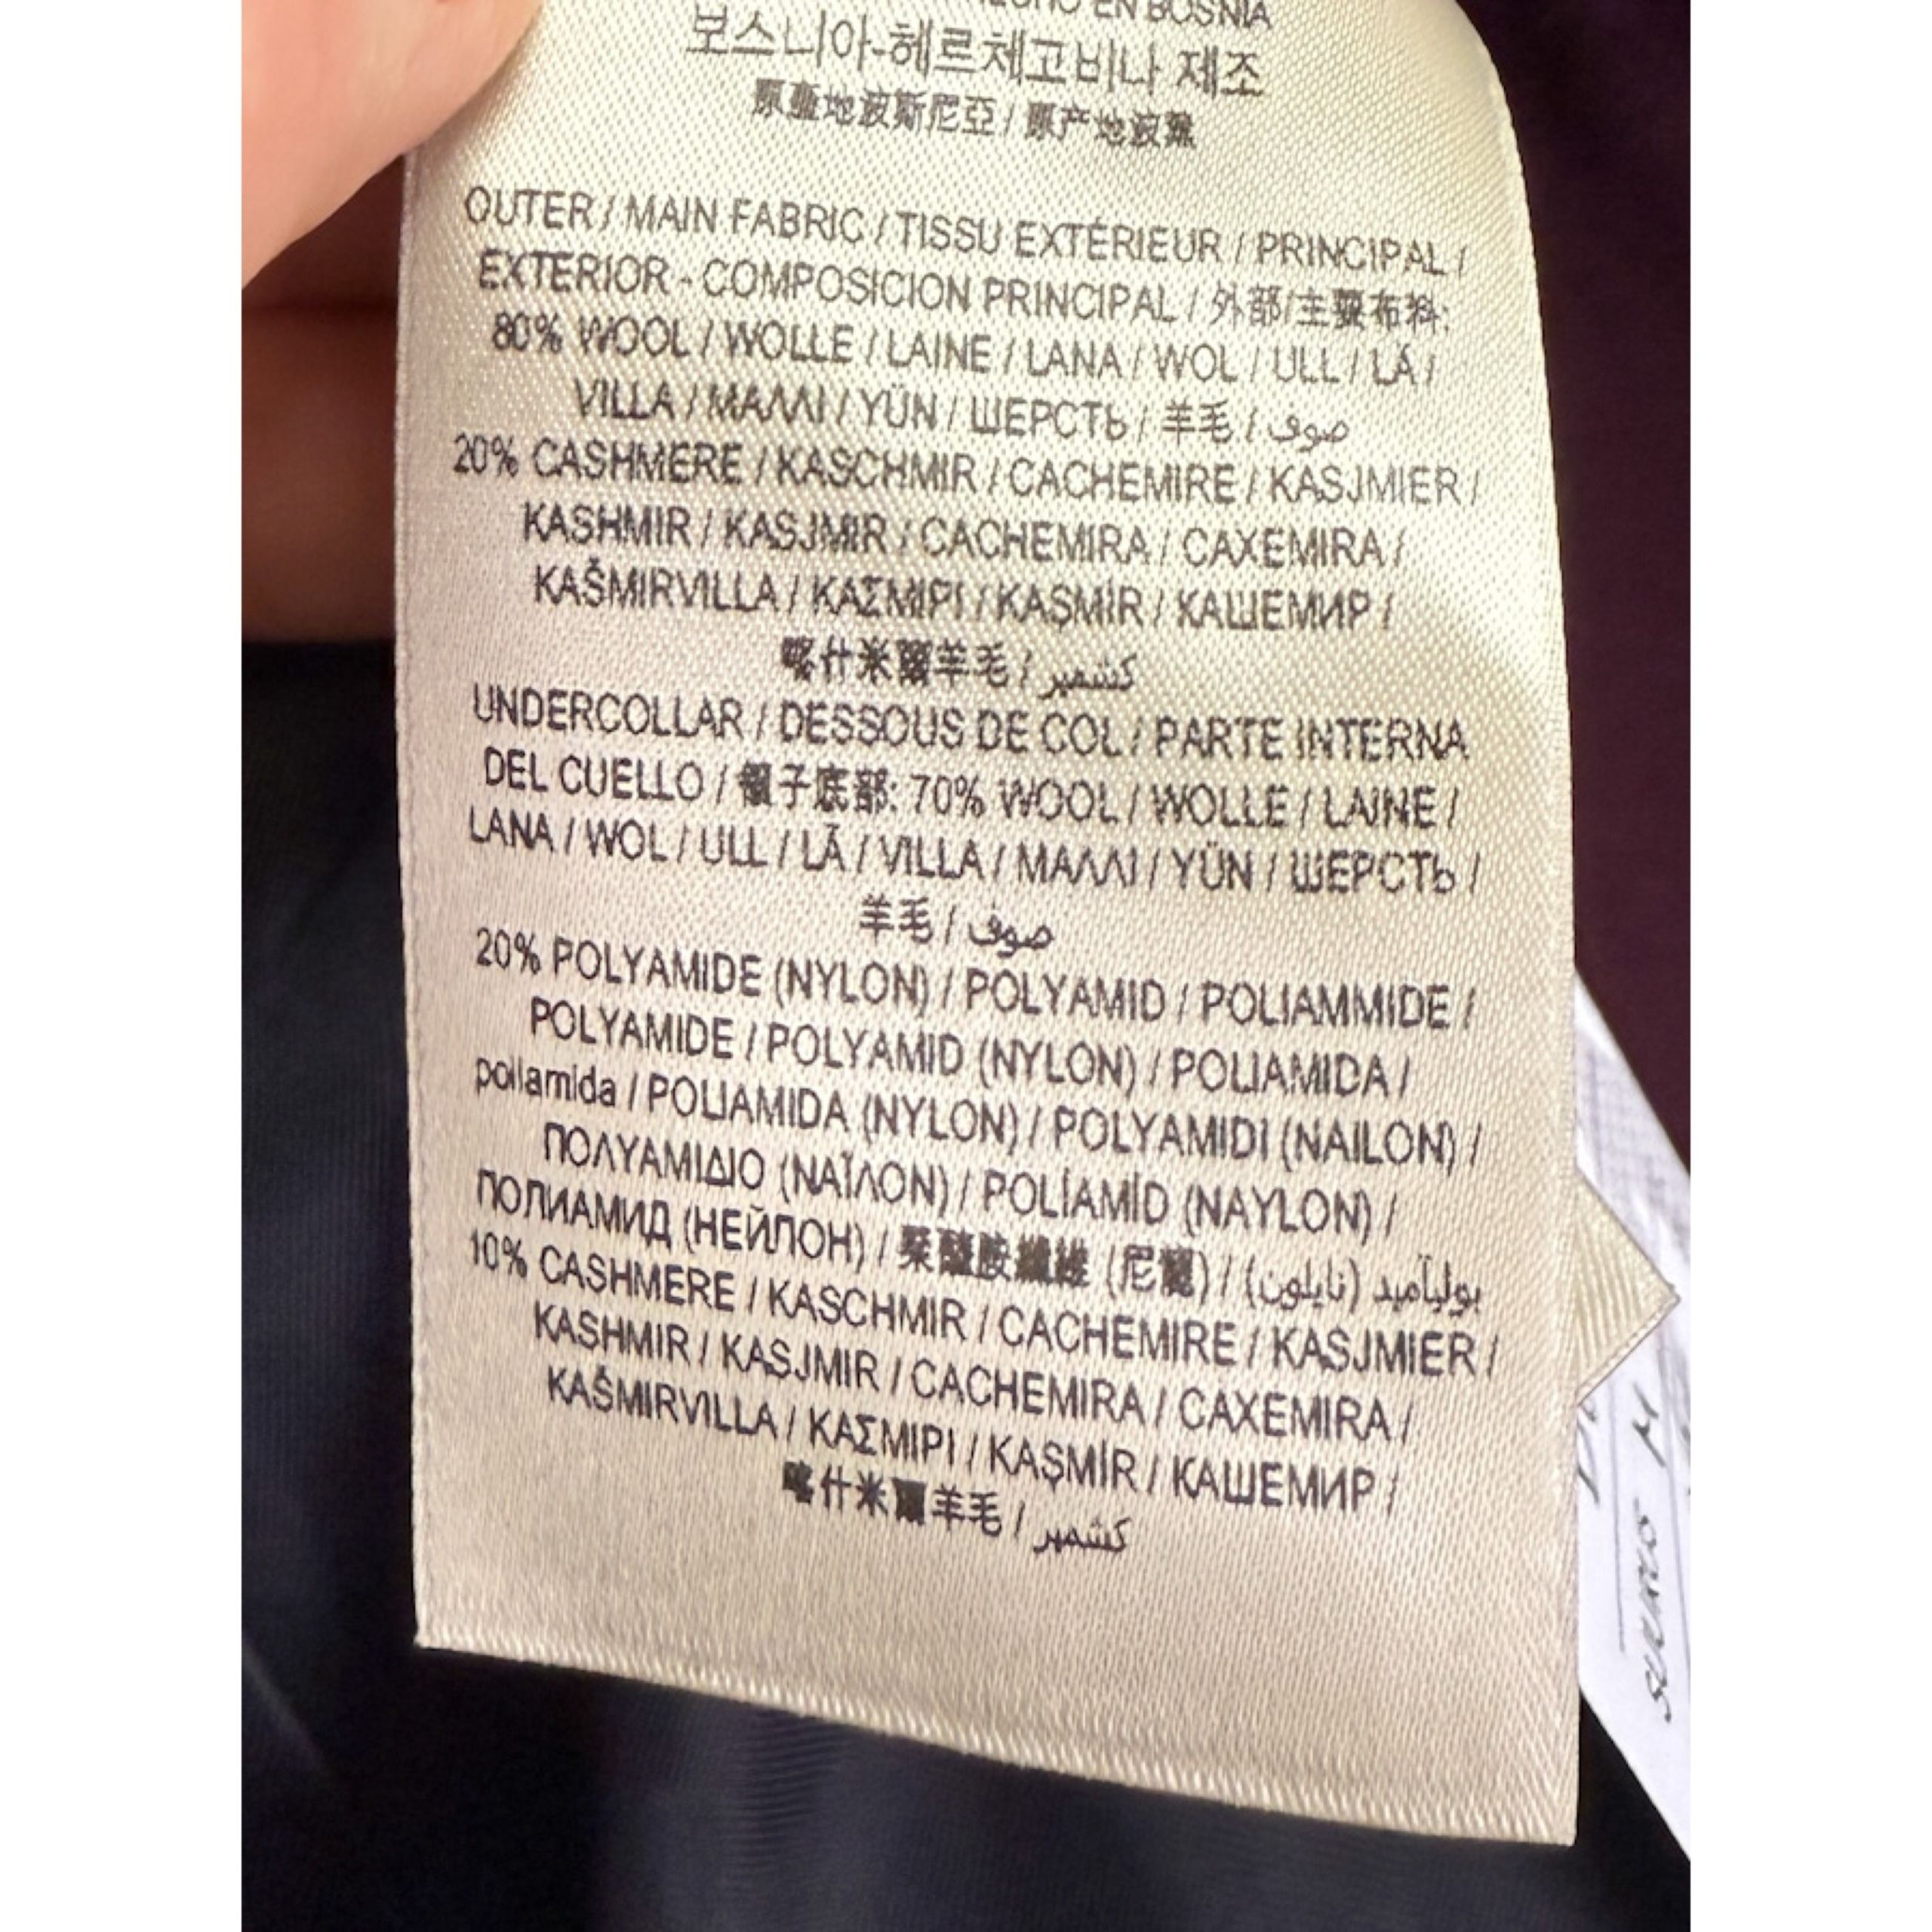 HECHO EN BOSNIA
보스니아-헤르체고비나 제조
原產地波斯尼亞 / 原产地波黑
OUTER / MAIN FABRIC / TISSU EXTÉRIEUR / PRINCIPAL /
EXTERIOR - COMPOSICION PRINCIPAL / 外部/主要布料:
80% WOOL / WOLLE / LAINE / LANA / WOL / ULL / LÁ /
VILLA / ΜΑΛΛΙ / YÜN / ШЕРСТЬ / 羊毛 / صوف
20% CASHMERE / KASCHMIR / CACHEMIRE / KASJMIER /
KASHMIR / KASJMIR / CACHEMIRA / CAXEMIRA /
KAŠMIRVILLA / ΚΑΣΜΙΡΙ / KAŞMİR / КАШЕМИР /
喀什米爾羊毛 / كشمير
UNDERCOLLAR / DESSOUS DE COL / PARTE INTERNA
DEL CUELLO / 領子底部: 70% WOOL / WOLLE / LAINE /
LANA / WOL / ULL / LÃ / VILLA / ΜΑΛΛΙ / YÜN / ШЕРСТЬ /
羊毛 / صوف
20% POLYAMIDE (NYLON) / POLYAMID / POLIAMMIDE /
POLYAMIDE / POLYAMID (NYLON) / POLIAMIDA /
poliamida / POLIAMIDA (NYLON) / POLYAMIDI (NAILON) /
ΠΟΛΥΑΜΙΔΙΟ (ΝΑΪΛΟΝ) / POLİAMİD (NAYLON) /
ПОЛИАМИД (НЕЙЛОН) / 聚醯胺纖維 (尼龍) / بولیآمید (نایلون)
10% CASHMERE / KASCHMIR / CACHEMIRE / KASJMIER /
KASHMIR / KASJMIR / CACHEMIRA / CAXEMIRA /
KAŠMIRVILLA / ΚΑΣΜΙΡΙ / KAŞMİR / КАШЕМИР /
喀什米爾羊毛 / كشمير